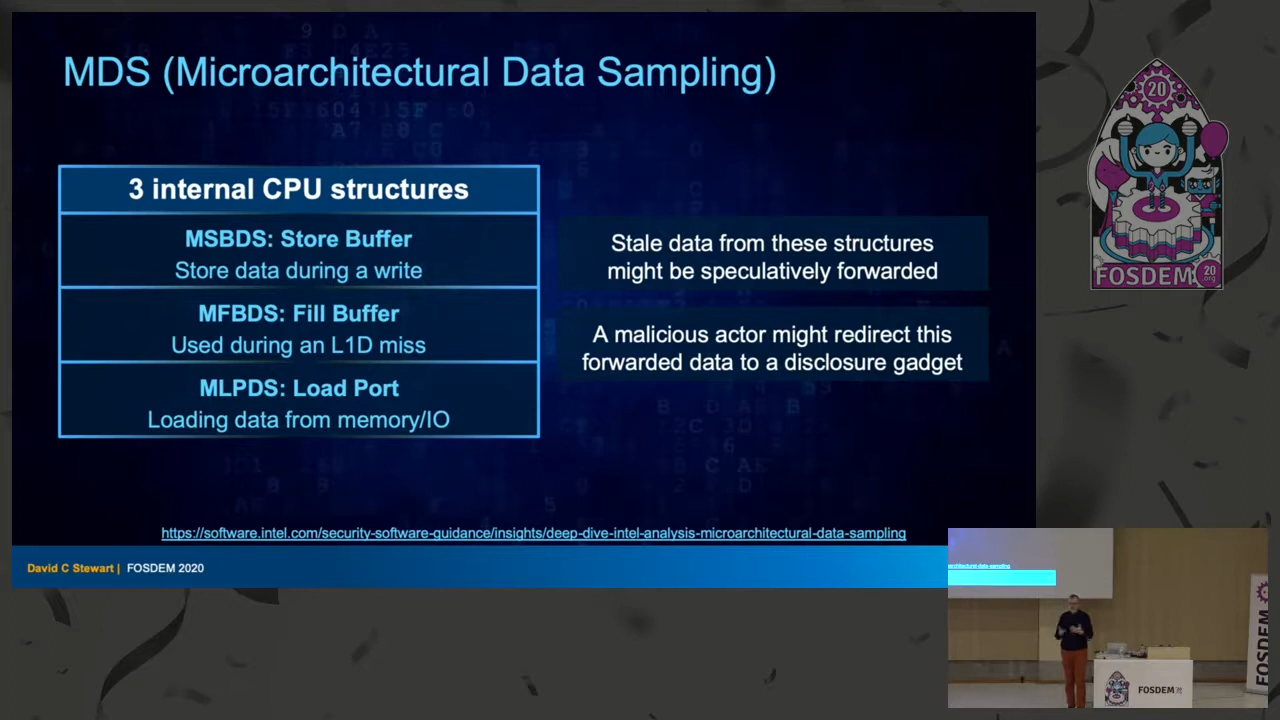 MDS (Microarchitectural Data Sampling)
3 internal CPU structures
MSBDS: Store Buffer
Store data during a write
MFBDS: Fill Buffer
Used during an L1D miss
MLPDS: Load Port
Loading data from memory/IO
Stale data from these structures
might be speculatively forwarded
A malicious actor might redirect this
forwarded data to a disclosure gadget
https://software.intel.com/security-software-guidance/insights/deep-dive-intel-analysis-microarchitectural-data-sampling
David C Stewart | FOSDEM 2020
20
FOSDEM
20
.org
FOSDEM
FOSDEM